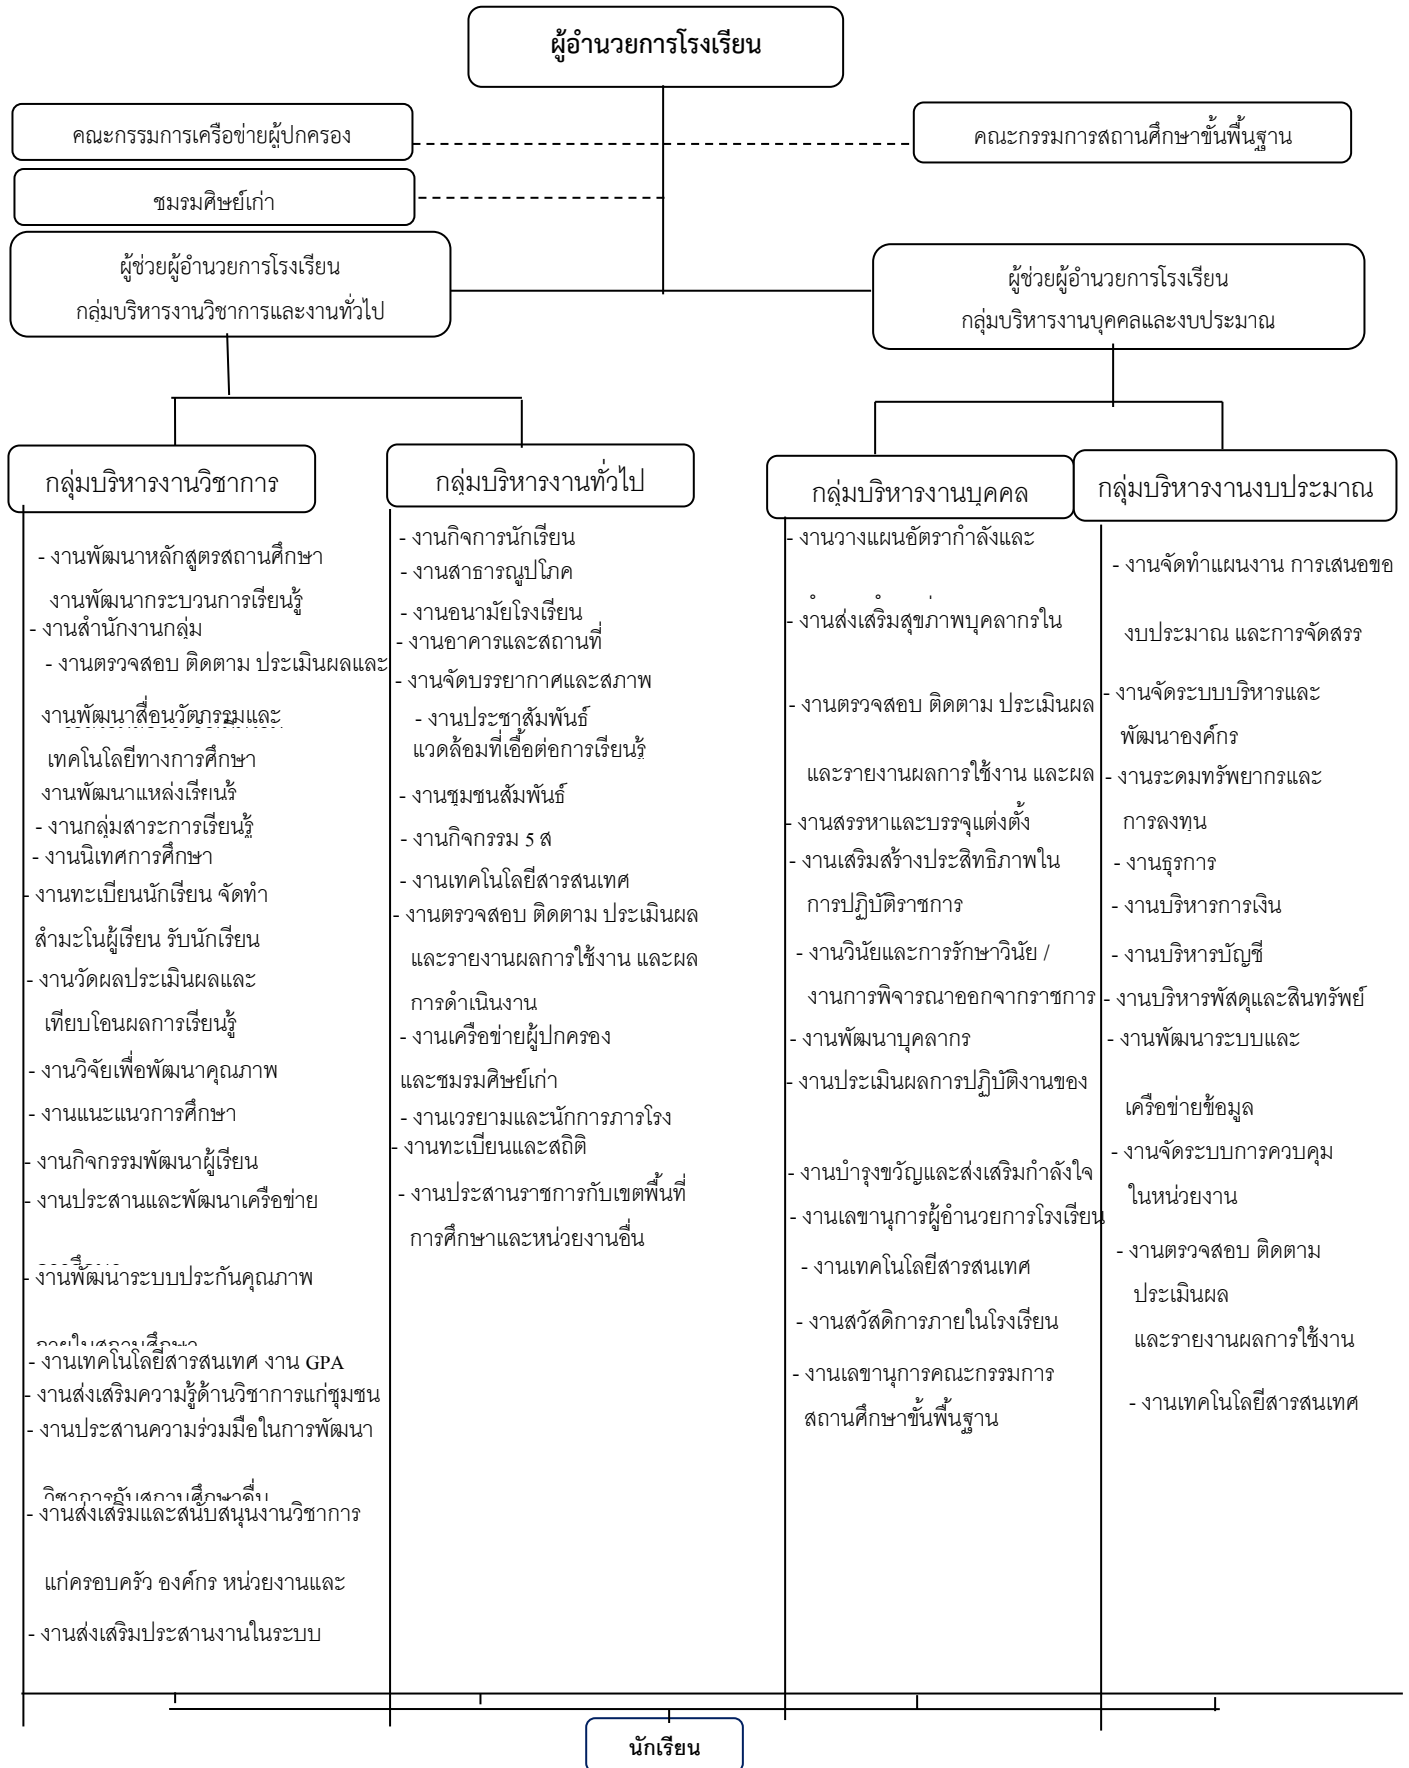 ผู้อำนวยการโรงเรียน
คณะกรรมการเครือข่ายผู้ปกครอง
คณะกรรมการสถานศึกษาขั้นพื้นฐาน
ชมรมศิษย์เก่า
ผู้ช่วยผู้อำนวยการโรงเรียน
กลุ่มบริหารงานวิชาการและงานทั่วไป
ผู้ช่วยผู้อำนวยการโรงเรียน
กลุ่มบริหารงานบุคคลและงบประมาณ
กลุ่มบริหารงานวิชาการ
- งานพัฒนาหลักสูตรสถานศึกษา
งานพัฒนากระบวนการเรียนรู้
- งานสำนักงานกลุ่ม
- งานตรวจสอบ ติดตาม ประเมินผลและ
งานพัฒนาสื่อนวัตกรรมและ
เทคโนโลยีทางการศึกษา
งานพัฒนาแหล่งเรียนรู้
- งานกลุ่มสาระการเรียนรู้
- งานนิเทศการศึกษา
- งานทะเบียนนักเรียน จัดทำ
สำมะโนผู้เรียน รับนักเรียน
- งานวัดผลประเมินผลและ
เทียบโอนผลการเรียนรู้
- งานวิจัยเพื่อพัฒนาคุณภาพ
- งานแนะแนวการศึกษา
- งานกิจกรรมพัฒนาผู้เรียน
- งานประสานและพัฒนาเครือข่าย
- งานพัฒนาระบบประกันคุณภาพ
ภายในสถานศึกษา
- งานเทคโนโลยีสารสนเทศ งาน GPA
- งานส่งเสริมความรู้ด้านวิชาการแก่ชุมชน
- งานประสานความร่วมมือในการพัฒนา
วิชาการกับสถานศึกษาอื่น
- งานส่งเสริมและสนับสนุนงานวิชาการ
แก่ครอบครัว องค์กร หน่วยงานและ
- งานส่งเสริมประสานงานในระบบ
กลุ่มบริหารงานทั่วไป
- งานกิจการนักเรียน
- งานสาธารณูปโภค
- งานอนามัยโรงเรียน
- งานอาคารและสถานที่
- งานจัดบรรยากาศและสภาพ
- งานประชาสัมพันธ์
แวดล้อมที่เอื้อต่อการเรียนรู้
- งานชุมชนสัมพันธ์
- งานกิจกรรม 5 ส
- งานเทคโนโลยีสารสนเทศ
- งานตรวจสอบ ติดตาม ประเมินผล
และรายงานผลการใช้งาน และผล
การดำเนินงาน
- งานเครือข่ายผู้ปกครอง
และชมรมศิษย์เก่า
- งานเวรยามและนักการภารโรง
- งานทะเบียนและสถิติ
- งานประสานราชการกับเขตพื้นที่
การศึกษาและหน่วยงานอื่น
กลุ่มบริหารงานบุคคล
- งานวางแผนอัตรากำลังและ
- งานส่งเสริมสุขภาพบุคลากรใน
- งานตรวจสอบ ติดตาม ประเมินผล
และรายงานผลการใช้งาน และผล
- งานสรรหาและบรรจุแต่งตั้ง
- งานเสริมสร้างประสิทธิภาพใน
การปฏิบัติราชการ
- งานวินัยและการรักษาวินัย /
งานการพิจารณาออกจากราชการ
- งานพัฒนาบุคลากร
- งานประเมินผลการปฏิบัติงานของ
- งานบำรุงขวัญและส่งเสริมกำลังใจ
- งานเลขานุการผู้อำนวยการโรงเรียน
- งานเทคโนโลยีสารสนเทศ
- งานสวัสดิการภายในโรงเรียน
- งานเลขานุการคณะกรรมการ
สถานศึกษาขั้นพื้นฐาน
กลุ่มบริหารงานงบประมาณ
- งานจัดทำแผนงาน การเสนอขอ
งบประมาณ และการจัดสรร
- งานจัดระบบบริหารและ
พัฒนาองค์กร
- งานระดมทรัพยากรและ
การลงทุน
- งานธุรการ
- งานบริหารการเงิน
- งานบริหารบัญชี
- งานบริหารพัสดุและสินทรัพย์
- งานพัฒนาระบบและ
เครือข่ายข้อมูล
- งานจัดระบบการควบคุม
ในหน่วยงาน
- งานตรวจสอบ ติดตาม
ประเมินผล
และรายงานผลการใช้งาน
- งานเทคโนโลยีสารสนเทศ
นักเรียน